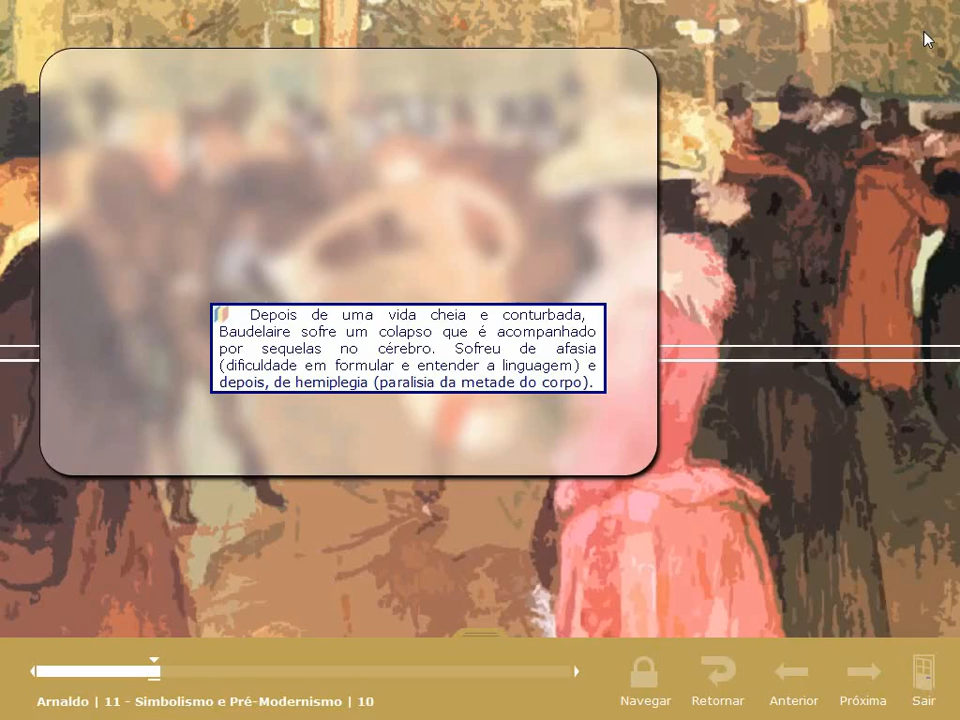 Depois de uma vida cheia e conturbada,
Baudelaire sofre um colapso que é acompanhado
por sequelas no cérebro. Sofreu de afasia
(dificuldade em formular e entender a linguagem) e
depois, de hemiplegia (paralisia da metade do corpo).
Arnaldo | 11 - Simbolismo e Pré-Modernismo | 10
Navegar
Retornar
Anterior
Próxima
Sair